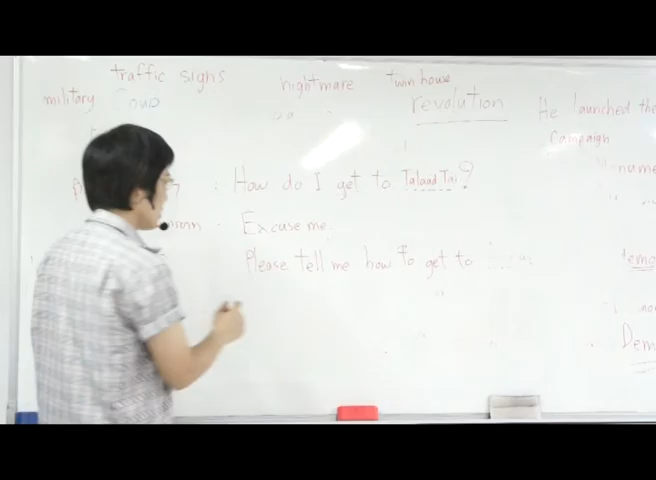 traffic signs nightmare twin house
military Coup revolution He launched the
Campaign
: How do I get to Talaad Tai?
Excuse me.
Please tell me how to get to